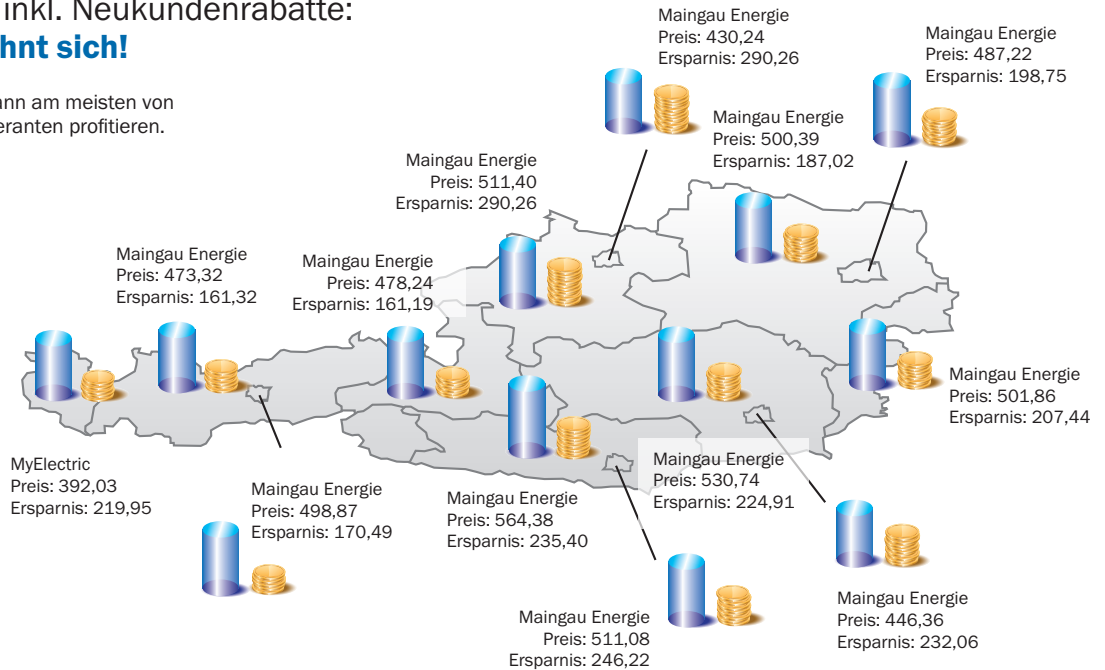 inkl. Neukundenrabatte:
hnt sich!
ann am meisten von
eranten profitieren.
Maingau Energie
Preis: 430,24
Ersparnis: 290,26
Maingau Energie
Preis: 487,22
Ersparnis: 198,75
Maingau Energie
Preis: 500,39
Ersparnis: 187,02
Maingau Energie
Preis: 511,40
Ersparnis: 290,26
Maingau Energie
Preis: 473,32
Ersparnis: 161,32
Maingau Energie
Preis: 478,24
Ersparnis: 161,19
Maingau Energie
Preis: 501,86
Ersparnis: 207,44
MyElectric
Preis: 392,03
Ersparnis: 219,95
Maingau Energie
Preis: 498,87
Ersparnis: 170,49
Maingau Energie
Preis: 564,38
Ersparnis: 235,40
Maingau Energie
Preis: 530,74
Ersparnis: 224,91
Maingau Energie
Preis: 511,08
Ersparnis: 246,22
Maingau Energie
Preis: 446,36
Ersparnis: 232,06